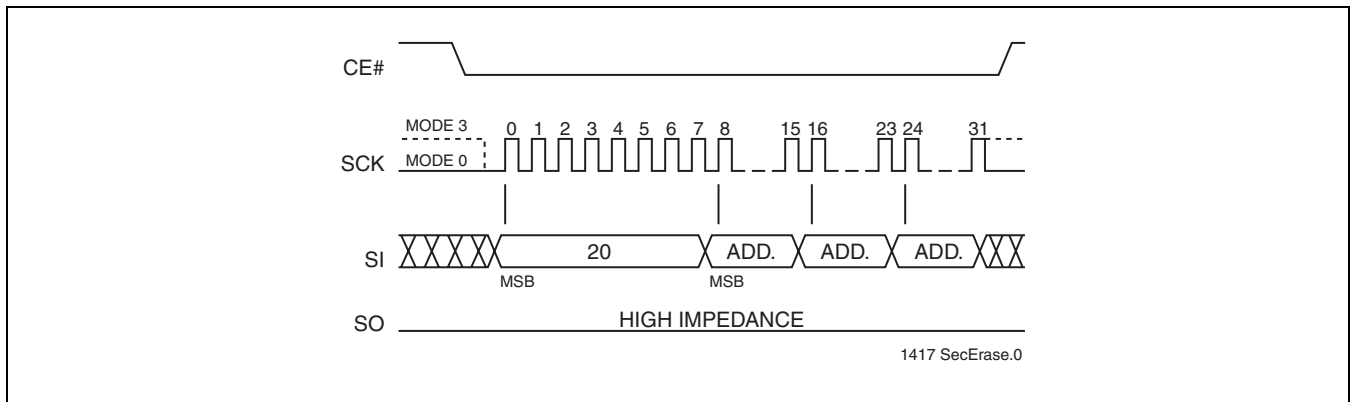 CE#
MODE 3
0 1 2 3 4 5 6 7 8 15 16 23 24 31
SCK
MODE 0
SI
20 ADD. ADD. ADD.
MSB MSB
SO
HIGH IMPEDANCE
1417 SecErase.0